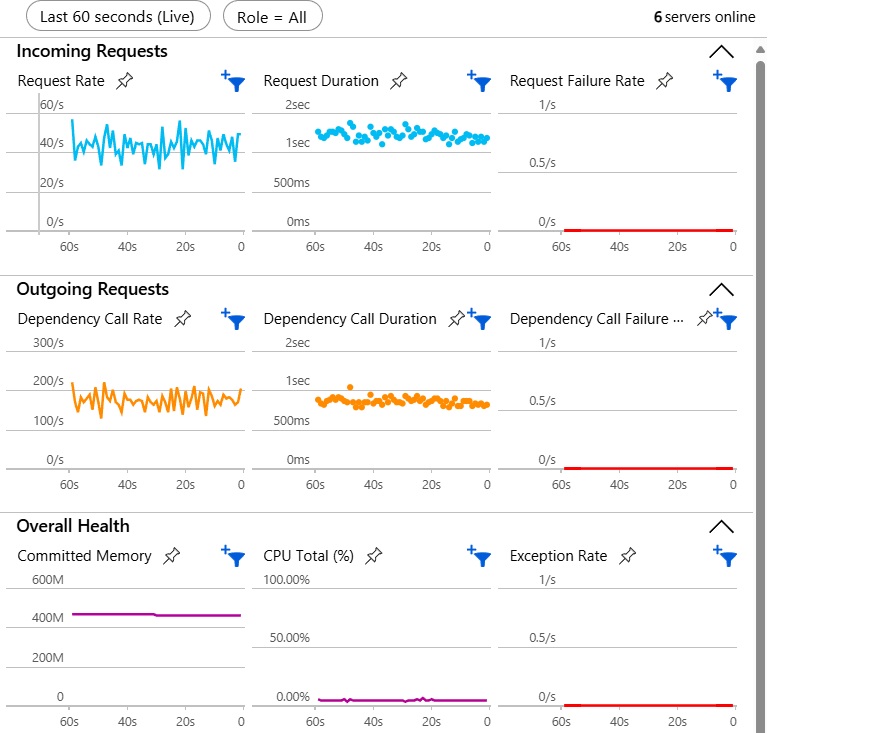 Last 60 seconds (Live) Role = All 6 servers online
Incoming Requests
Request Rate Request Duration Request Failure Rate
60/s 2sec 1/s
40/s 1sec
0.5/s
20/s 500ms
0/s 0ms 0/s
60s 40s 20s 0 60s 40s 20s 0 60s 40s 20s 0
Outgoing Requests
Dependency Call Rate Dependency Call Duration Dependency Call Failure ...
300/s 2sec 1/s
200/s 1sec
0.5/s
100/s 500ms
0/s 0ms 0/s
60s 40s 20s 0 60s 40s 20s 0 60s 40s 20s 0
Overall Health
Committed Memory CPU Total (%) Exception Rate
600M 100.00% 1/s
400M
50.00% 0.5/s
200M
0 0.00% 0/s
60s 40s 20s 0 60s 40s 20s 0 60s 40s 20s 0